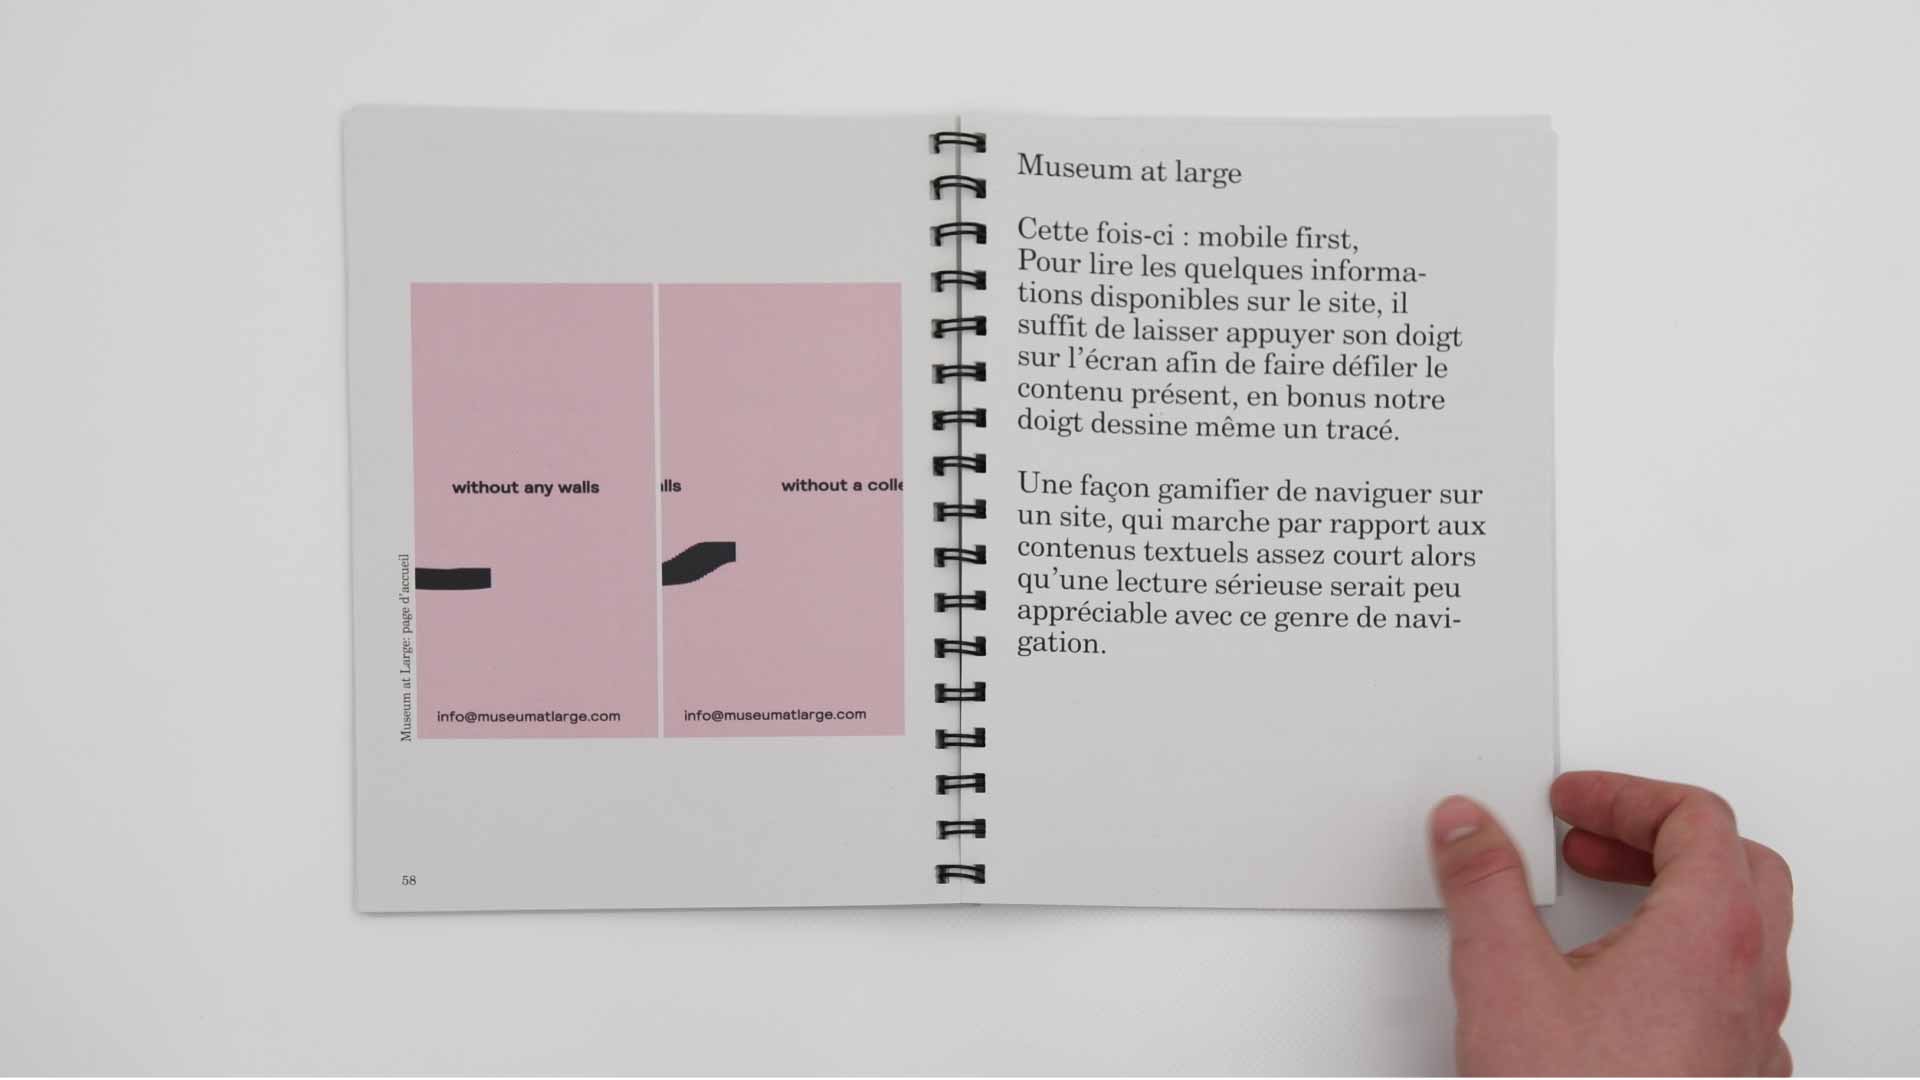 Museum at Large: page d'accueil
without any walls
info@museumatlarge.com
lls
without a colle
info@museumatlarge.com
58
Museum at large
Cette fois-ci : mobile first,
Pour lire les quelques informa-
tions disponibles sur le site, il
suffit de laisser appuyer son doigt
sur l’écran afin de faire défiler le
contenu présent, en bonus notre
doigt dessine même un tracé.
Une façon gamifier de naviguer sur
un site, qui marche par rapport aux
contenus textuels assez court alors
qu’une lecture sérieuse serait peu
appréciable avec ce genre de navi-
gation.